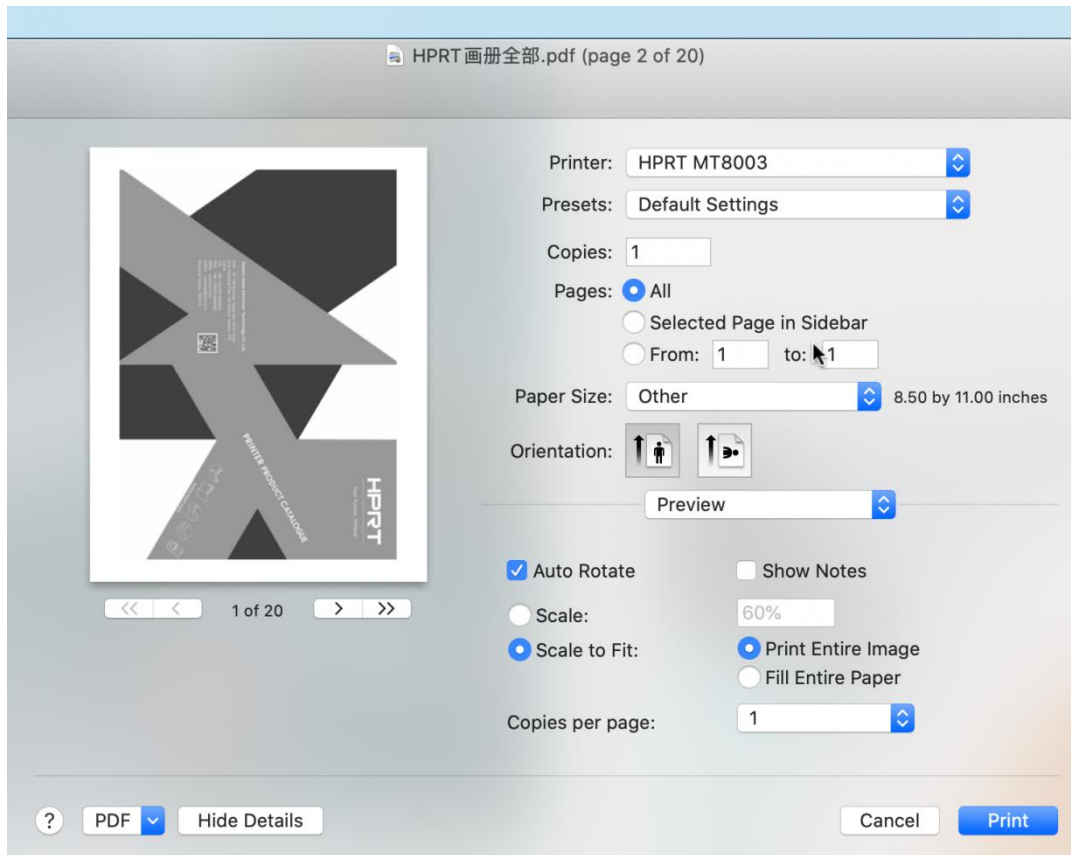 HPRT画册全部.pdf (page 2 of 20)
Printer: HPRT MT8003
Presets: Default Settings
Copies: 1
Pages: All
Selected Page in Sidebar
From: 1 to: 1
Paper Size: Other 8.50 by 11.00 inches
Orientation:
Preview
PRINTER PRODUCT CATALOGUE
HPRT
1 of 20
Auto Rotate Show Notes
Scale: 60%
Scale to Fit: Print Entire Image
Fill Entire Paper
Copies per page: 1
? PDF Hide Details Cancel Print